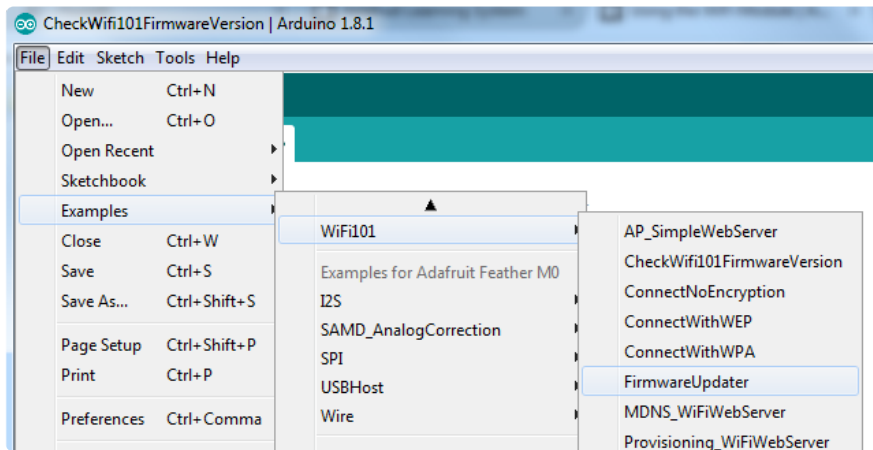 CheckWifi101FirmwareVersion | Arduino 1.8.1
File Edit Sketch Tools Help
New Ctrl+N
Open... Ctrl+O
Open Recent
Sketchbook
Examples
Close Ctrl+W
Save Ctrl+S
Save As... Ctrl+Shift+S
Page Setup Ctrl+Shift+P
Print Ctrl+P
Preferences Ctrl+Comma
WiFi101
Examples for Adafruit Feather M0
I2S
SAMD_AnalogCorrection
SPI
USBHost
Wire
AP_SimpleWebServer
CheckWifi101FirmwareVersion
ConnectNoEncryption
ConnectWithWEP
ConnectWithWPA
FirmwareUpdater
MDNS_WiFiWebServer
Provisioning_WiFiWebServer